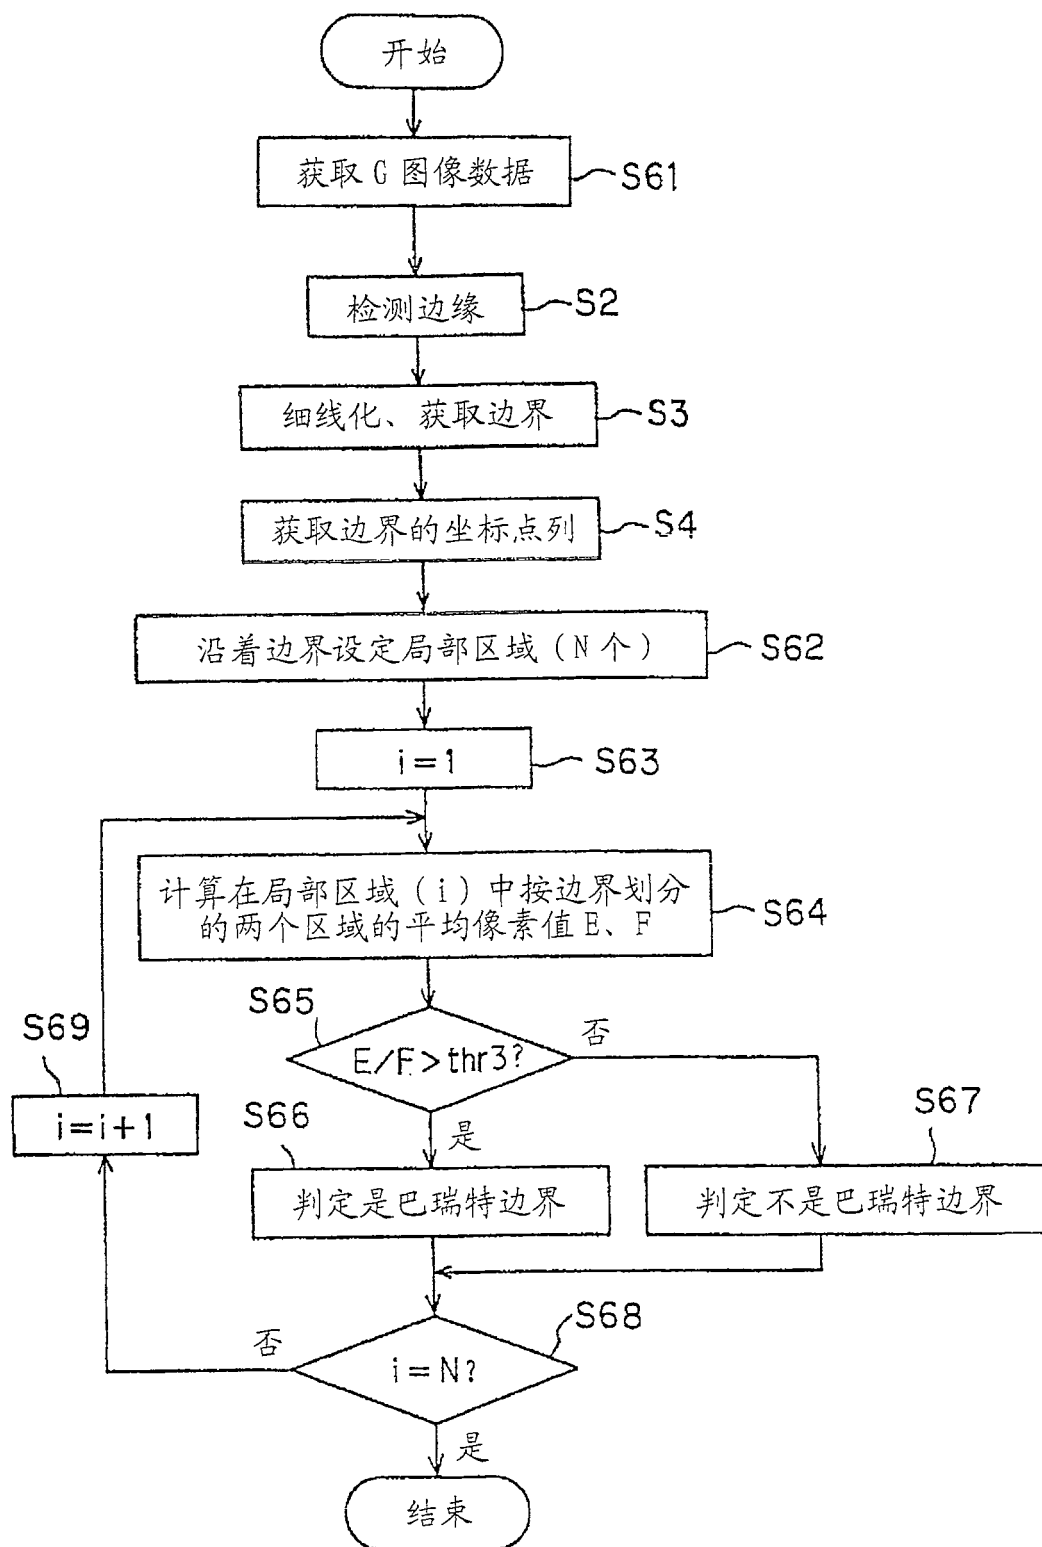 开始
获取 G 图像数据
S61
检测边缘
S2
细线化、获取边界
S3
获取边界的坐标点列
S4
沿着边界设定局部区域(N 个)
S62
i=1
S63
计算在局部区域(i)中按边界划分
的两个区域的平均像素值 E、F
S64
S65
E/F>thr3?
否
S69
i=i+1
S66
是
S67
判定是巴瑞特边界
判定不是巴瑞特边界
S68
否
i=N?
是
结束